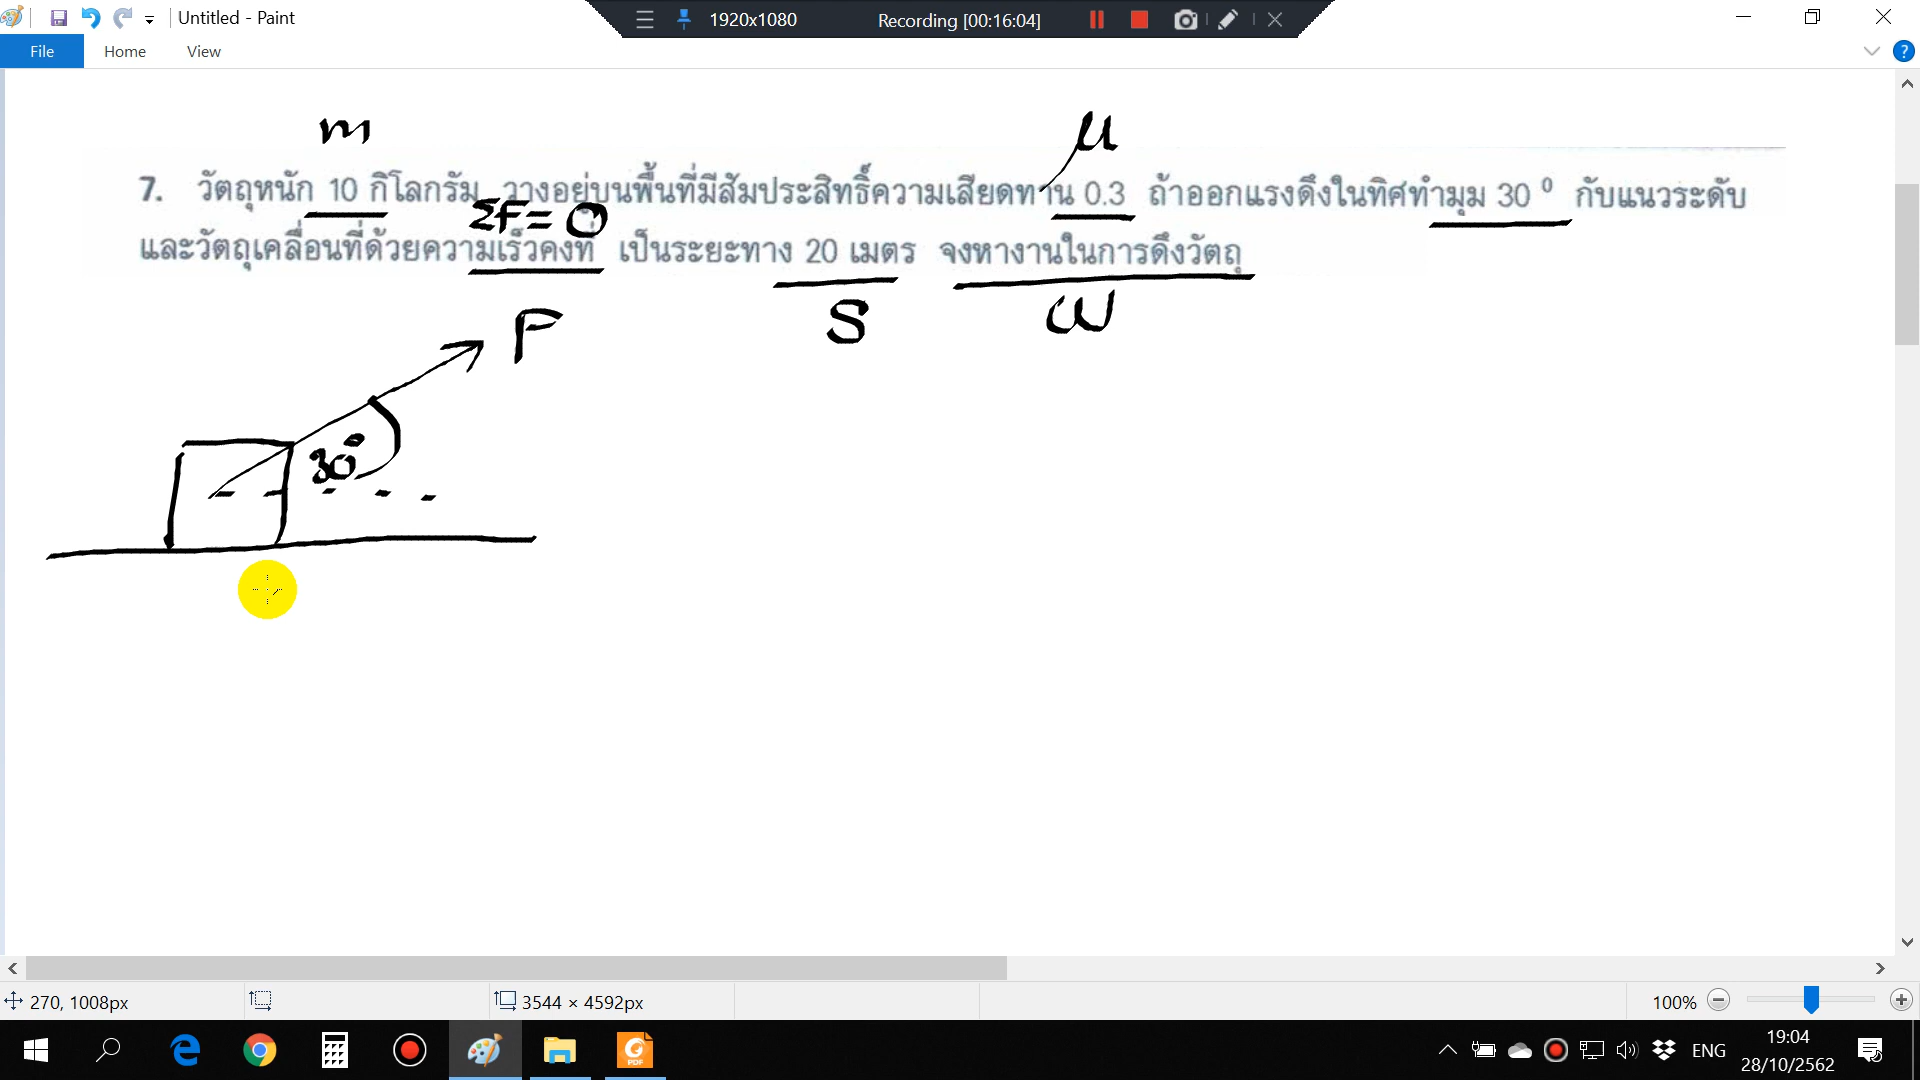 Untitled - Paint
1920x1080
Recording [00:16:04]
File Home View
m
μ
7. วัตถุหนัก 10 กิโลกรัม วางอยู่บนพื้นที่มีสัมประสิทธิ์ความเสียดทาน 0.3 ถ้าออกแรงดึงในทิศทำมุม 30 ⁰ กับแนวระดับ
ΣF = 0
และวัตถุเคลื่อนที่ด้วยความเร็วคงที่ เป็นระยะทาง 20 เมตร จงหางานในการดึงวัตถุ
F
S
W
30°
270, 1008px
3544 × 4592px
100%
PDF
ENG
19:04
28/10/2562